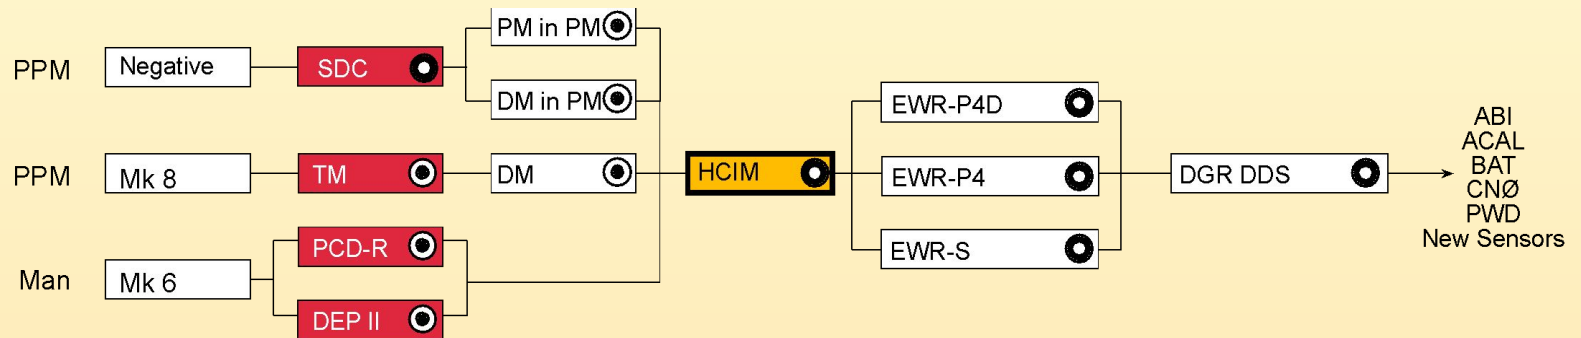 PM in PM
PPM
Negative
SDC
DM in PM
EWR-P4D
PPM
Mk 8
TM
DM
HCIM
EWR-P4
DGR DDS
ABI
ACAL
BAT
CNØ
PWD
New Sensors
PCD-R
EWR-S
Man
Mk 6
DEP II